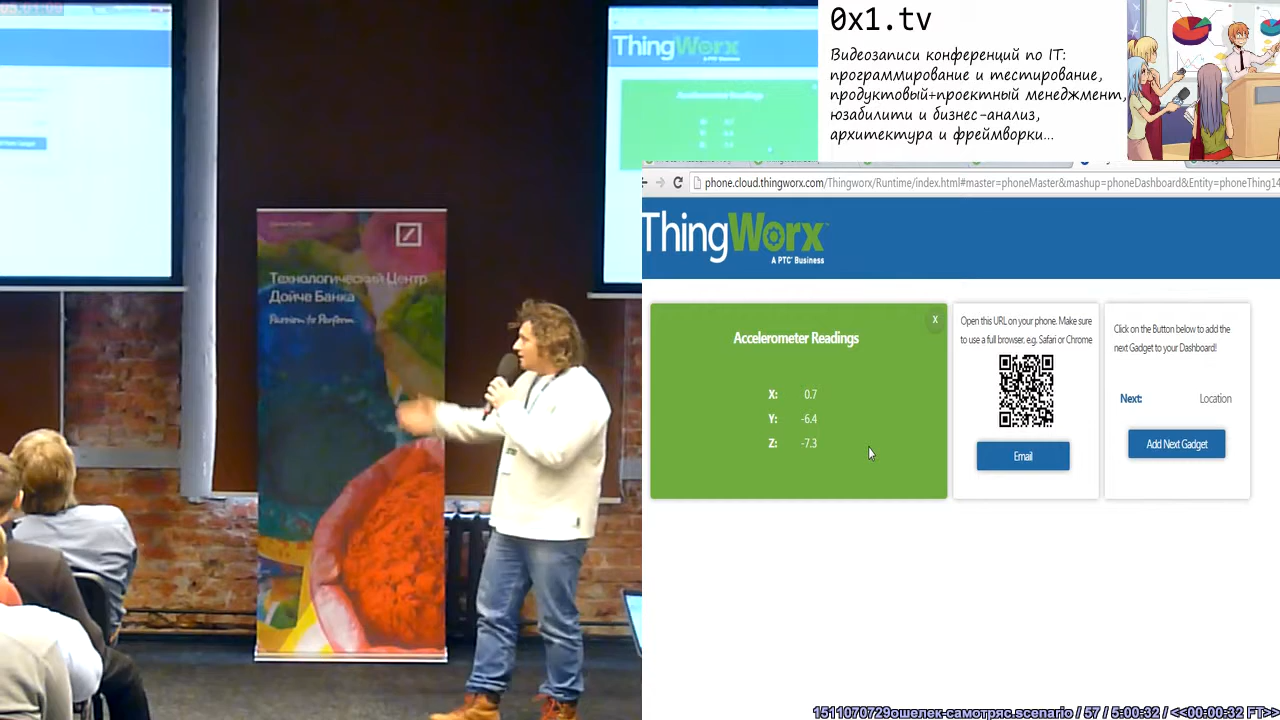 ThingWorx
A PTC Business
Accelerometer Readings
Технологический Центр
Дойче Банка
Passion to Perform
0x1.tv
Видеозаписи конференций по IT:
программирование и тестирование,
продуктовый+проектный менеджмент,
юзабилити и бизнес-анализ,
архитектура и фреймворки...
phone.cloud.thingworx.com/Thingworx/Runtime/index.html#master=phoneMaster&mashup=phoneDashboard&Entity=phoneThing14
ThingWorx
A PTC® Business
Accelerometer Readings
X
X: 0.7
Y: -6.4
Z: -7.3
Open this URL on your phone. Make sure
to use a full browser, e.g. Safari or Chrome
Email
Click on the Button below to add the
next Gadget to your Dashboard!
Next: Location
Add Next Gadget
1511070729ошелек-самотряс.scenario / 57 / 5:00:32 / <<00:00:32 FT>>